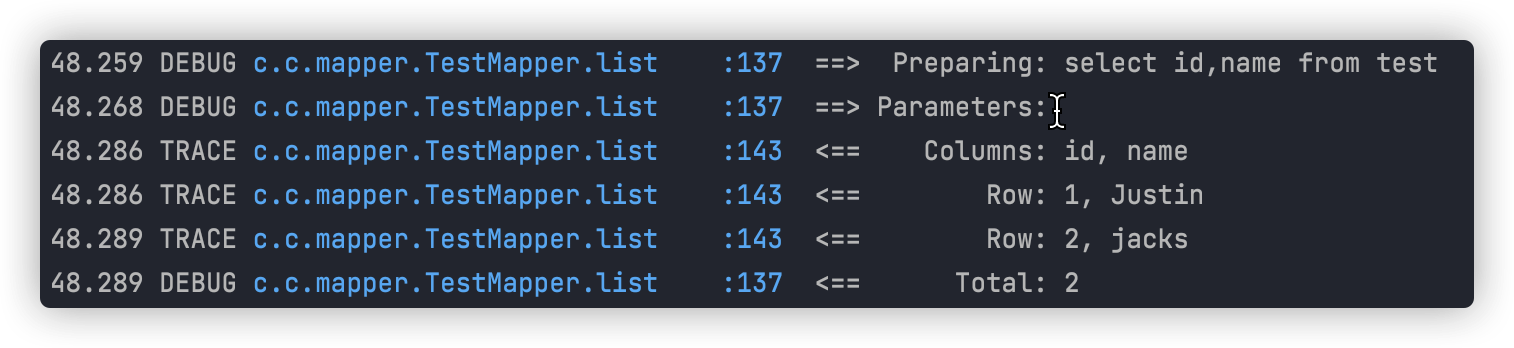 48.259 DEBUG c.c.mapper.TestMapper.list    :137  ==>  Preparing: select id,name from test
48.268 DEBUG c.c.mapper.TestMapper.list    :137  ==> Parameters:
48.286 TRACE c.c.mapper.TestMapper.list    :143  <==    Columns: id, name
48.286 TRACE c.c.mapper.TestMapper.list    :143  <==        Row: 1, Justin
48.289 TRACE c.c.mapper.TestMapper.list    :143  <==        Row: 2, jacks
48.289 DEBUG c.c.mapper.TestMapper.list    :137  <==      Total: 2